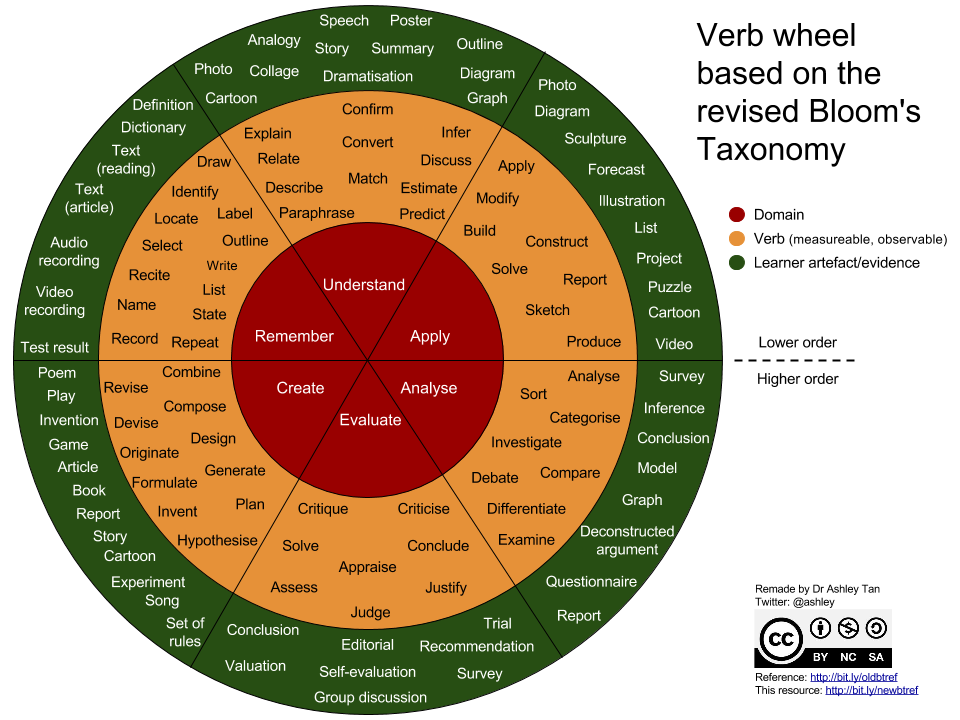 Verb wheel
based on the
revised Bloom's
Taxonomy
Domain
Verb (measureable, observable)
Learner artefact/evidence
Lower order
Higher order
Understand
Remember
Apply
Create
Analyse
Evaluate
Confirm
Explain
Convert
Infer
Relate
Discuss
Match
Describe
Estimate
Paraphrase
Predict
Speech
Poster
Analogy
Story
Summary
Outline
Photo
Collage
Dramatisation
Diagram
Cartoon
Graph
Apply
Modify
Build
Construct
Solve
Report
Sketch
Produce
Photo
Diagram
Sculpture
Forecast
Illustration
List
Project
Puzzle
Cartoon
Video
Analyse
Sort
Categorise
Investigate
Compare
Debate
Differentiate
Examine
Survey
Inference
Conclusion
Model
Graph
Deconstructed
argument
Questionnaire
Report
Critique
Criticise
Solve
Conclude
Appraise
Assess
Justify
Judge
Conclusion
Trial
Editorial
Recommendation
Valuation
Self-evaluation
Survey
Group discussion
Combine
Revise
Compose
Devise
Design
Originate
Generate
Formulate
Plan
Invent
Hypothesise
Poem
Play
Invention
Game
Article
Book
Report
Story
Cartoon
Experiment
Song
Set of
rules
Draw
Identify
Label
Locate
Outline
Select
Write
Recite
List
Name
State
Record
Repeat
Definition
Dictionary
Text
(reading)
Text
(article)
Audio
recording
Video
recording
Test result
Remade by Dr Ashley Tan
Twitter: @ashley
CC
BY NC SA
Reference: http://bit.ly/oldbtref
This resource: http://bit.ly/newbtref